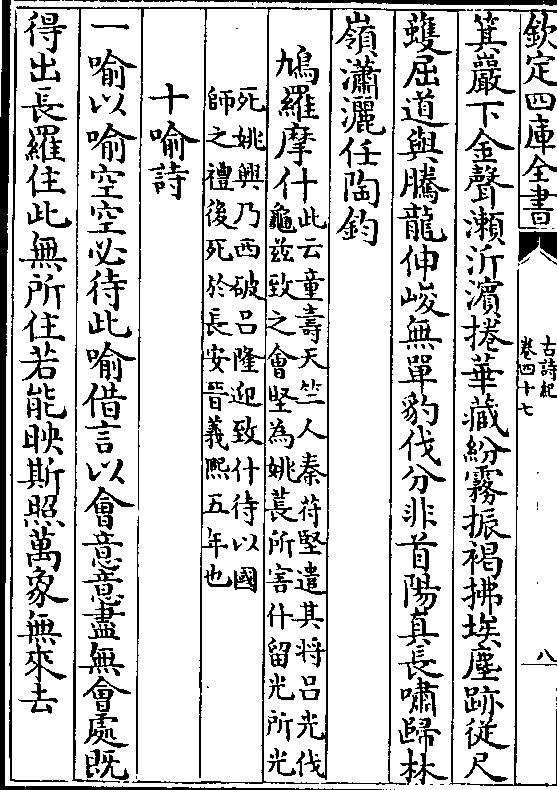 欽定四庫全書
古詩紀
卷四十七
八
箕巖下金聲瀬沂濱捲華藏紛霧振褐拂埃塵跡從尺
蠖屈道與騰龍伸峻無單豹伐分非首陽真長嘯歸林
嶺瀟灑任陶鈞
鳩羅摩什
此云童壽天竺人秦苻堅遣其将吕光伐
龜兹致之會堅為姚萇所害什留光所光
死姚興乃西破吕隆迎致什待以國
師之禮後死於長安晉義熙五年也
十喻詩
一喻以喻空空必待此喻借言以會意意盡無會處既
得出長羅住此無所住若能映斯照萬象無來去